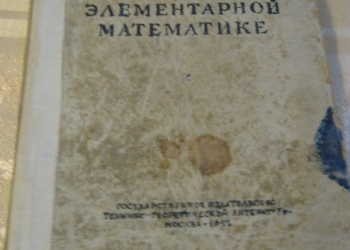 ЭЛЕМЕНТАРНОЙ
МАТЕМАТИКЕ
ГОСУДАРСТВЕННОЕ ИЗДАТЕЛЬСТВО
ТЕХНИКО-ТЕОРЕТИЧЕСКОЙ ЛИТЕРАТУРЫ
МОСКВА